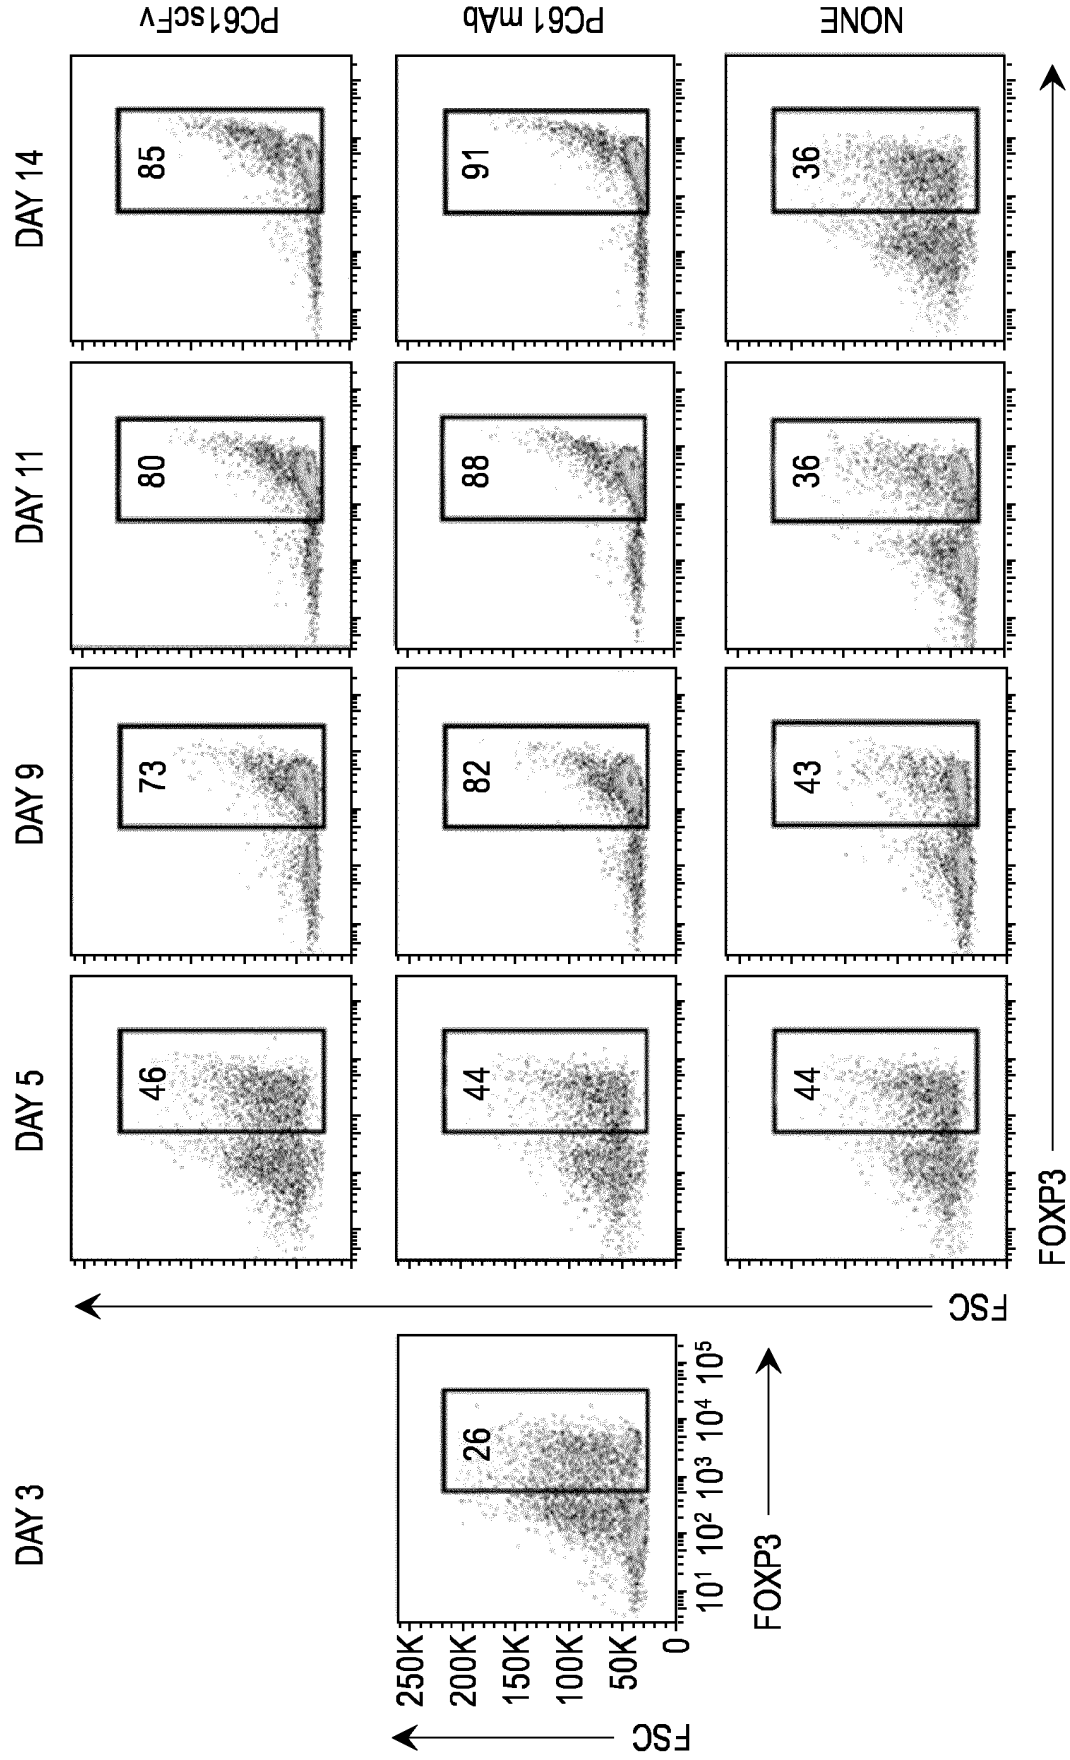 DAY 3
DAY 5
DAY 9
DAY 11
DAY 14
46
73
80
85
PC61scFv
250K
200K
150K
100K
50K
0
26
10¹ 10² 10³ 10⁴ 10⁵
FOXP3
FSC
44
82
88
91
PC61 mAb
44
43
36
36
NONE
FSC
FOXP3